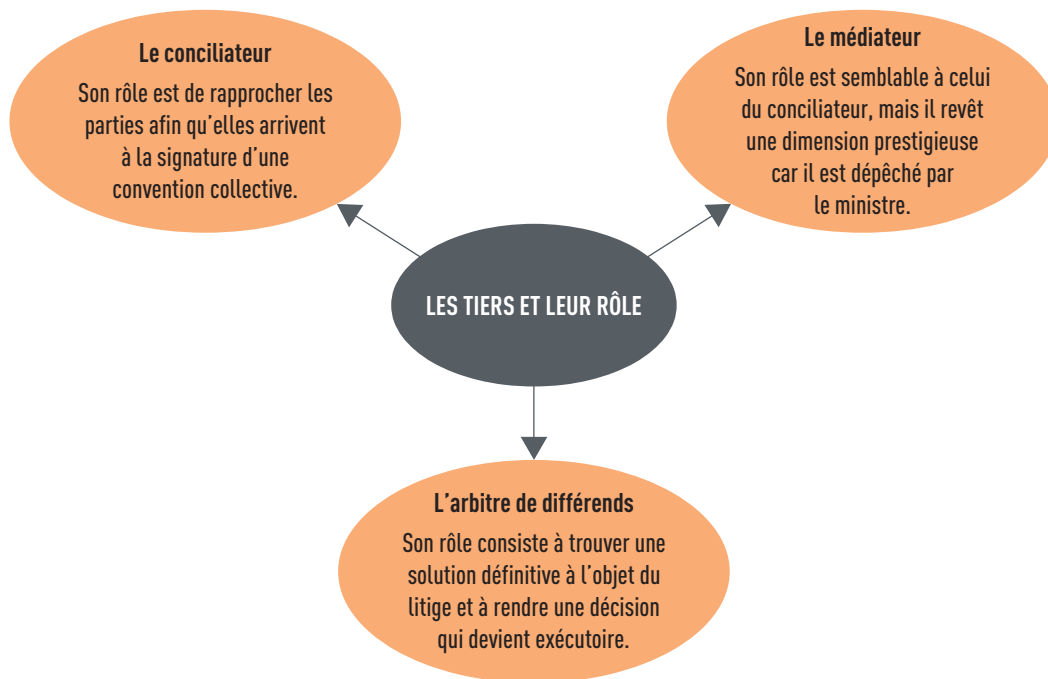 Le conciliateur
Son rôle est de rapprocher les
parties afin qu'elles arrivent
à la signature d'une
convention collective.
Le médiateur
Son rôle est semblable à celui
du conciliateur, mais il revêt
une dimension prestigieuse
car il est dépêché par
le ministre.
LES TIERS ET LEUR RÔLE
L'arbitre de différends
Son rôle consiste à trouver une
solution définitive à l'objet du
litige et à rendre une décision
qui devient exécutoire.